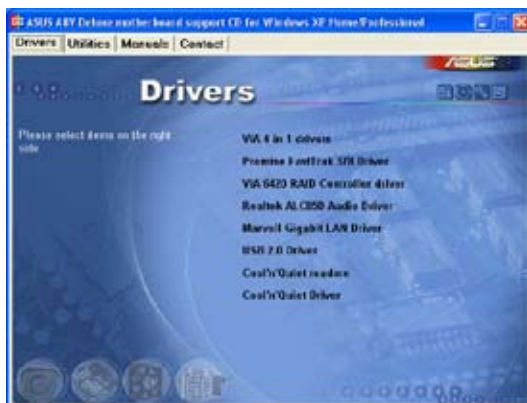 ASUS A8V Deluxe motherboard support CD for Windows XP Home/Professional
Drivers Utilities Manuals Contact
ASUS
Drivers
Please select items on the right side
VIA 4 in 1 drivers
Promise FastTrak 378 Driver
VIA 6420 RAID Controller driver
Realtek ALC850 Audio Driver
Marvell Gigabit LAN Driver
USB 2.0 Driver
Cool'n'Quiet readme
Cool'n'Quiet Driver